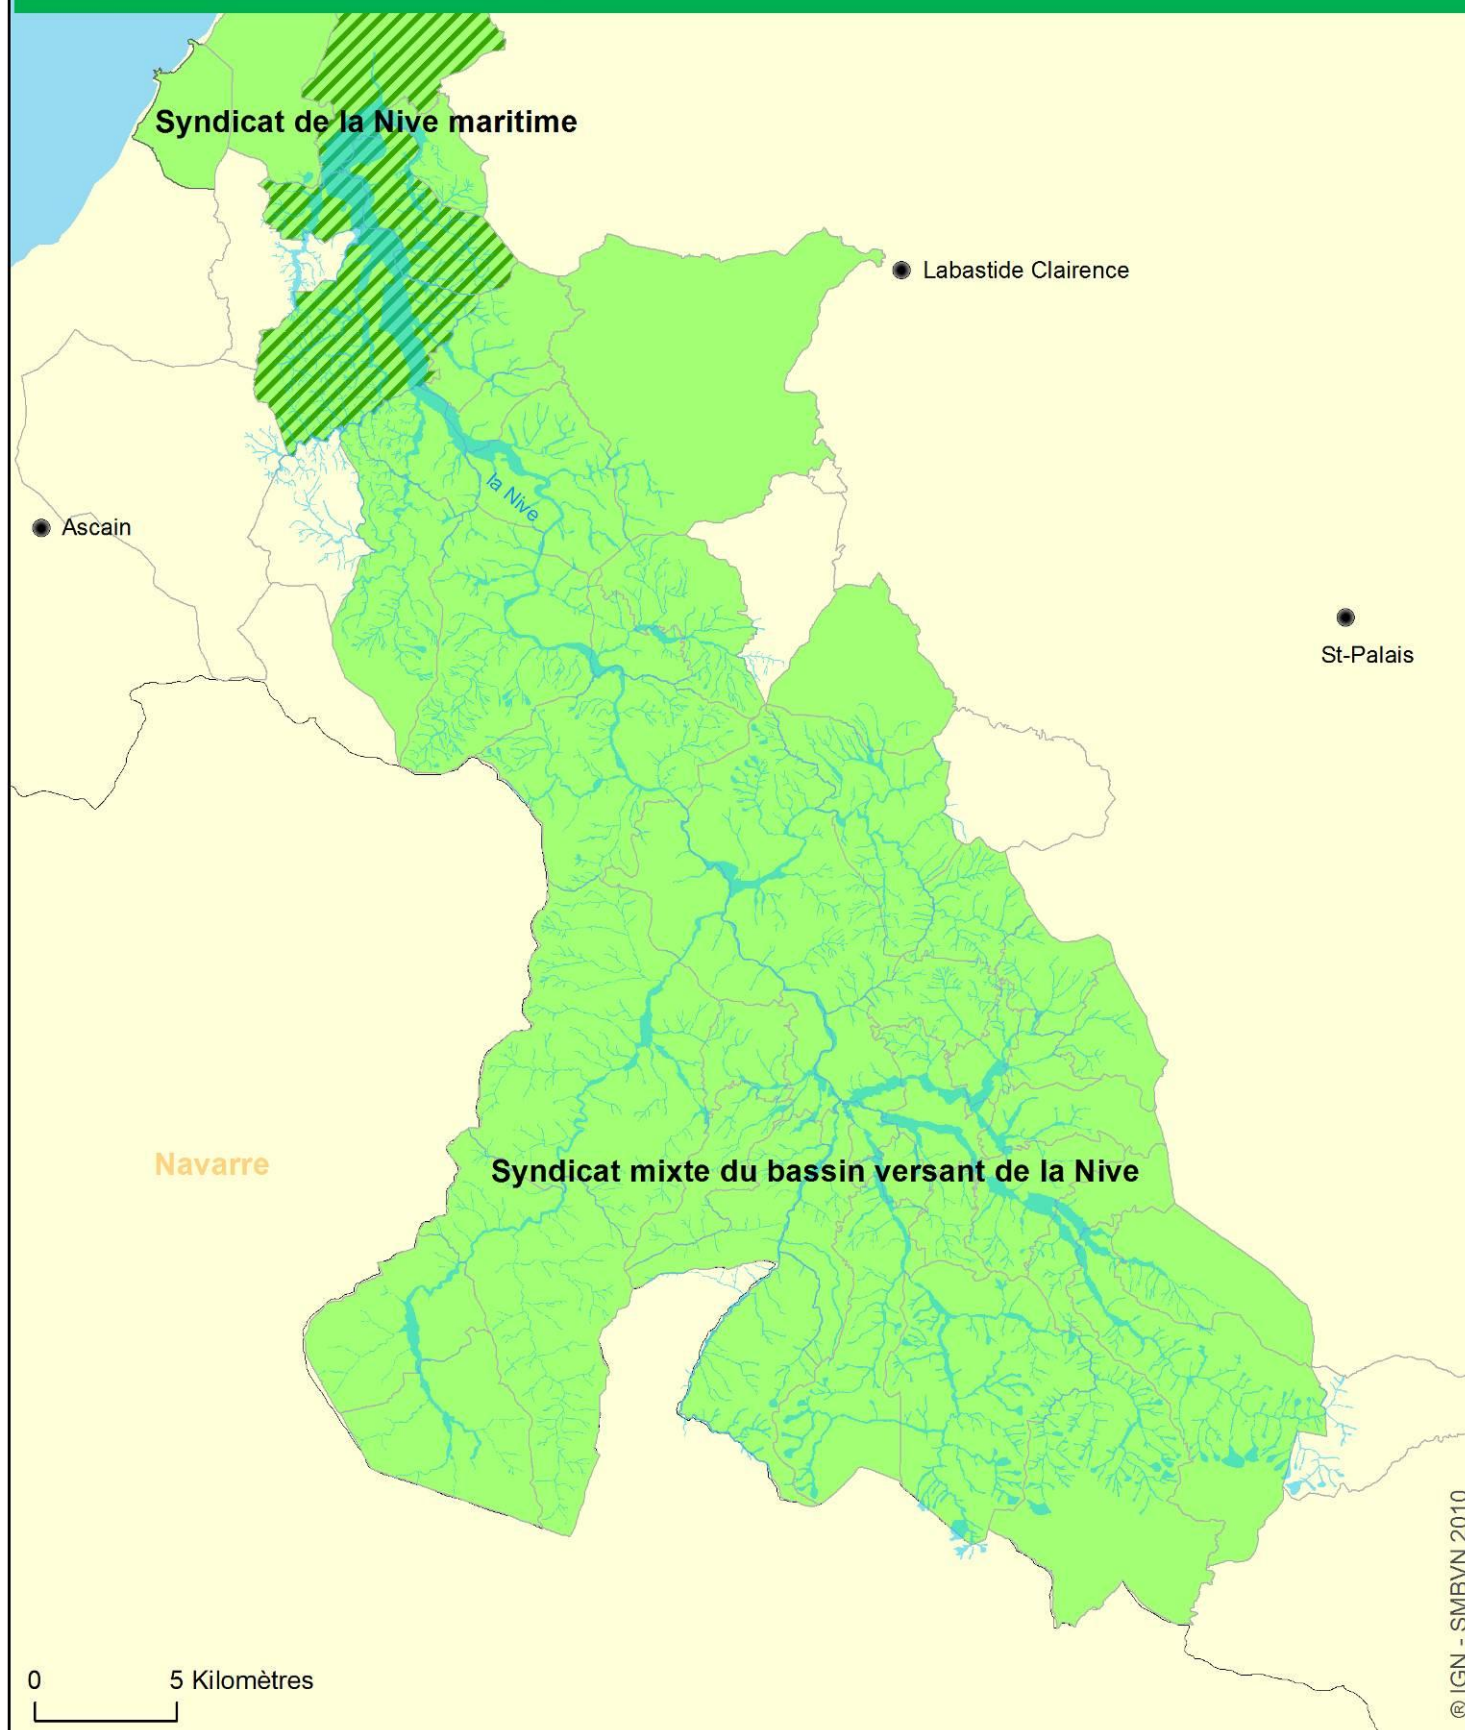 Syndicat de la Nive maritime
Labastide Clairence
la Nive
Ascain
St-Palais
Navarre
Syndicat mixte du bassin versant de la Nive
0 5 Kilomètres
® IGN - SMBVN 2010